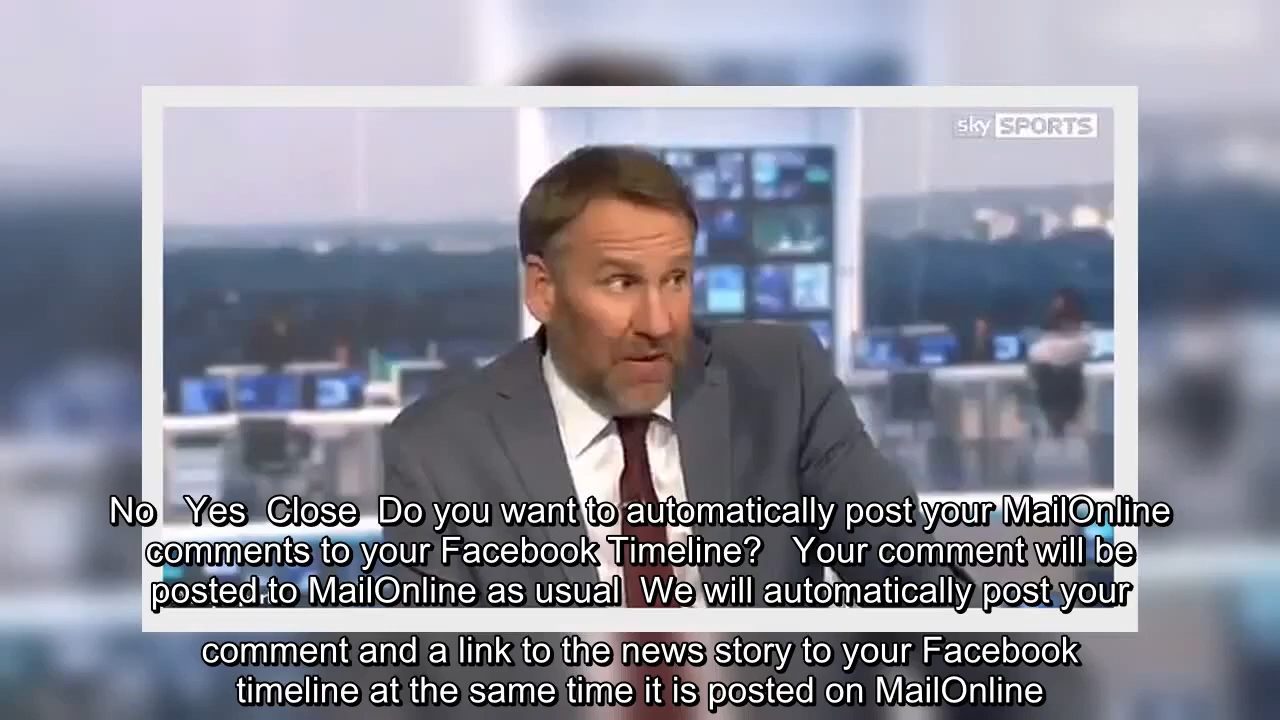 sky SPORTS
No Yes Close Do you want to automatically post your MailOnline
comments to your Facebook Timeline? Your comment will be
posted to MailOnline as usual We will automatically post your
comment and a link to the news story to your Facebook
timeline at the same time it is posted on MailOnline